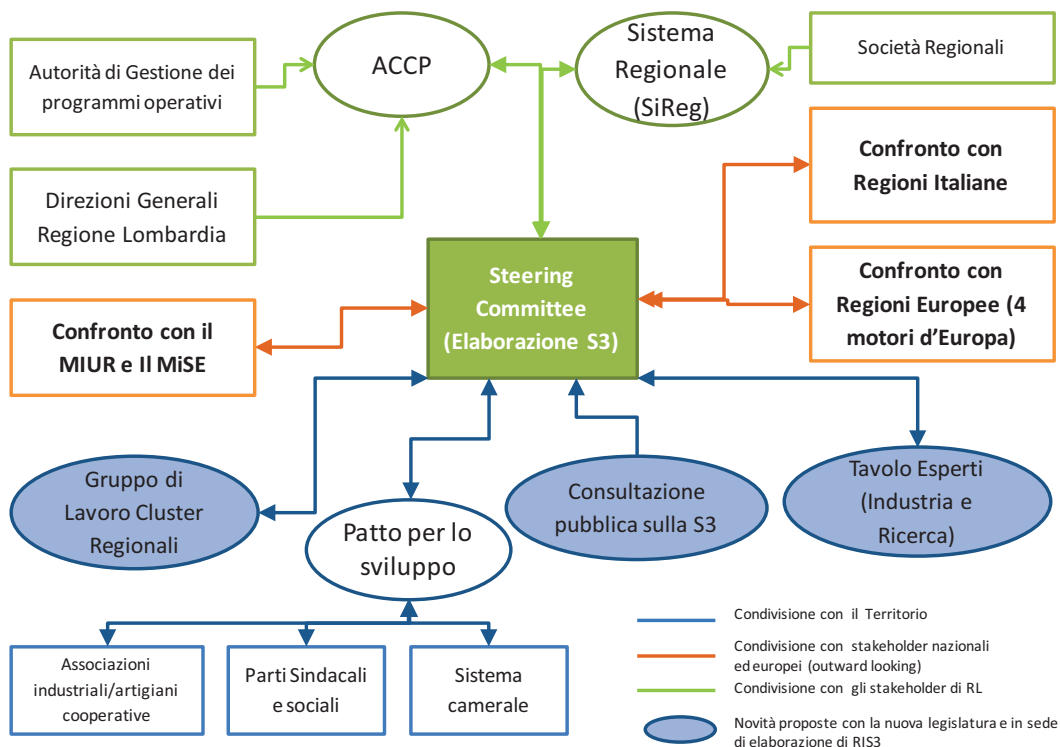 Autorità di Gestione dei
programmi operativi
ACCP
Sistema
Regionale
(SiReg)
Società Regionali
Direzioni Generali
Regione Lombardia
Confronto con
Regioni Italiane
Steering
Committee
(Elaborazione S3)
Confronto con
Regioni Europee (4
motori d'Europa)
Confronto con il
MIUR e Il MiSE
Gruppo di
Lavoro Cluster
Regionali
Patto per lo
sviluppo
Consultazione
pubblica sulla S3
Tavolo Esperti
(Industria e
Ricerca)
Associazioni
industriali/artigiani
cooperative
Parti Sindacali
e sociali
Sistema
camerale
Condivisione con il Territorio
Condivisione con stakeholder nazionali
ed europei (outward looking)
Condivisione con gli stakeholder di RL
Novità proposte con la nuova legislatura e in sede
di elaborazione di RIS3